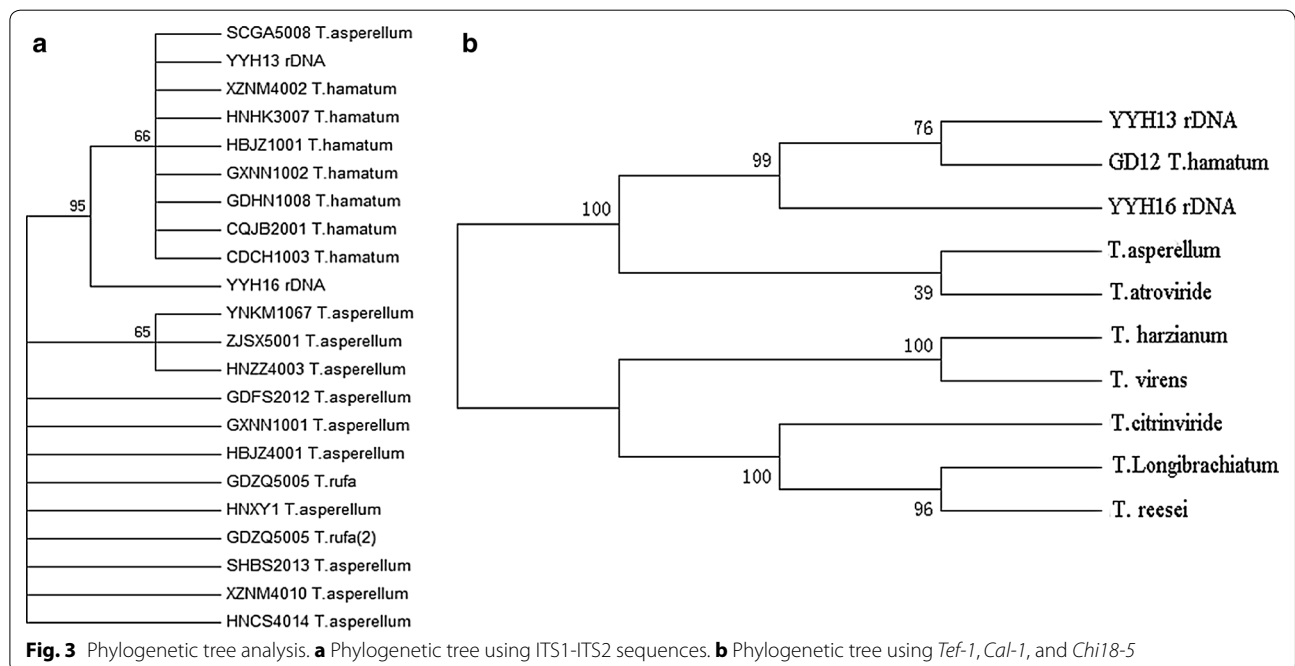 a
SCGA5008 T.asperellum
YYH13 rDNA
XZNM4002 T.hamatum
HNHK3007 T.hamatum
66
HBJZ1001 T.hamatum
GXNN1002 T.hamatum
95
GDHN1008 T.hamatum
CQJB2001 T.hamatum
CDCH1003 T.hamatum
YYH16 rDNA
YNKM1067 T.asperellum
65
ZJSX5001 T.asperellum
HNZZ4003 T.asperellum
GDFS2012 T.asperellum
GXNN1001 T.asperellum
HBJZ4001 T.asperellum
GDZQ5005 T.rufa
HNXY1 T.asperellum
GDZQ5005 T.rufa(2)
SHBS2013 T.asperellum
XZNM4010 T.asperellum
HNCS4014 T.asperellum
b
YYH13 rDNA
76
GD12 T.hamatum
99
YYH16 rDNA
100
T.asperellum
39
T.atroviride
T. harzianum
100
T. virens
T.citrinviride
100
T.Longibrachiatum
96
T. reesei
Fig. 3 Phylogenetic tree analysis. a Phylogenetic tree using ITS1-ITS2 sequences. b Phylogenetic tree using Tef-1, Cal-1, and Chi18-5